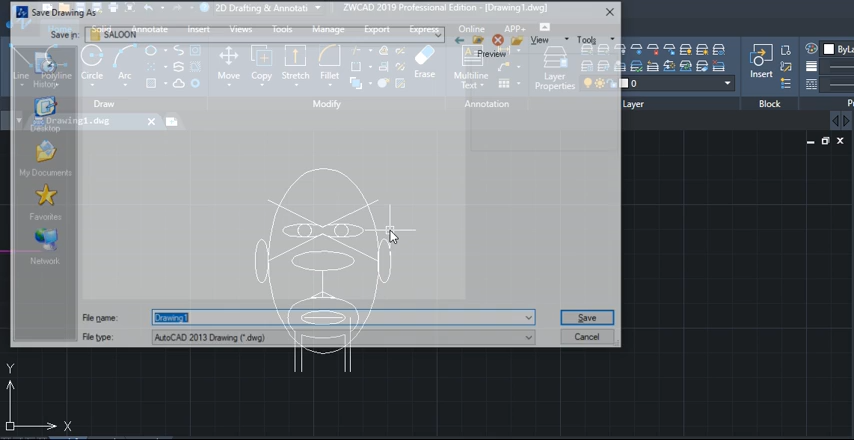 Save Drawing As
2D Drafting & Annotati
ZWCAD 2019 Professional Edition - [Drawing1.dwg]
Solid Annotate Insert Views Tools Manage Export Express Online APP+
Save in: SALOON View Tools
Preview
Line Polyline Circle Arc Move Copy Stretch Fillet Erase Multiline Text Layer Properties 0 Insert ByLa
History
Draw Modify Annotation Layer Block P
Drawing1.dwg
Desktop
My Documents
Favorites
Network
File name: Drawing1 Save
File type: AutoCAD 2013 Drawing (*.dwg) Cancel
Y
X